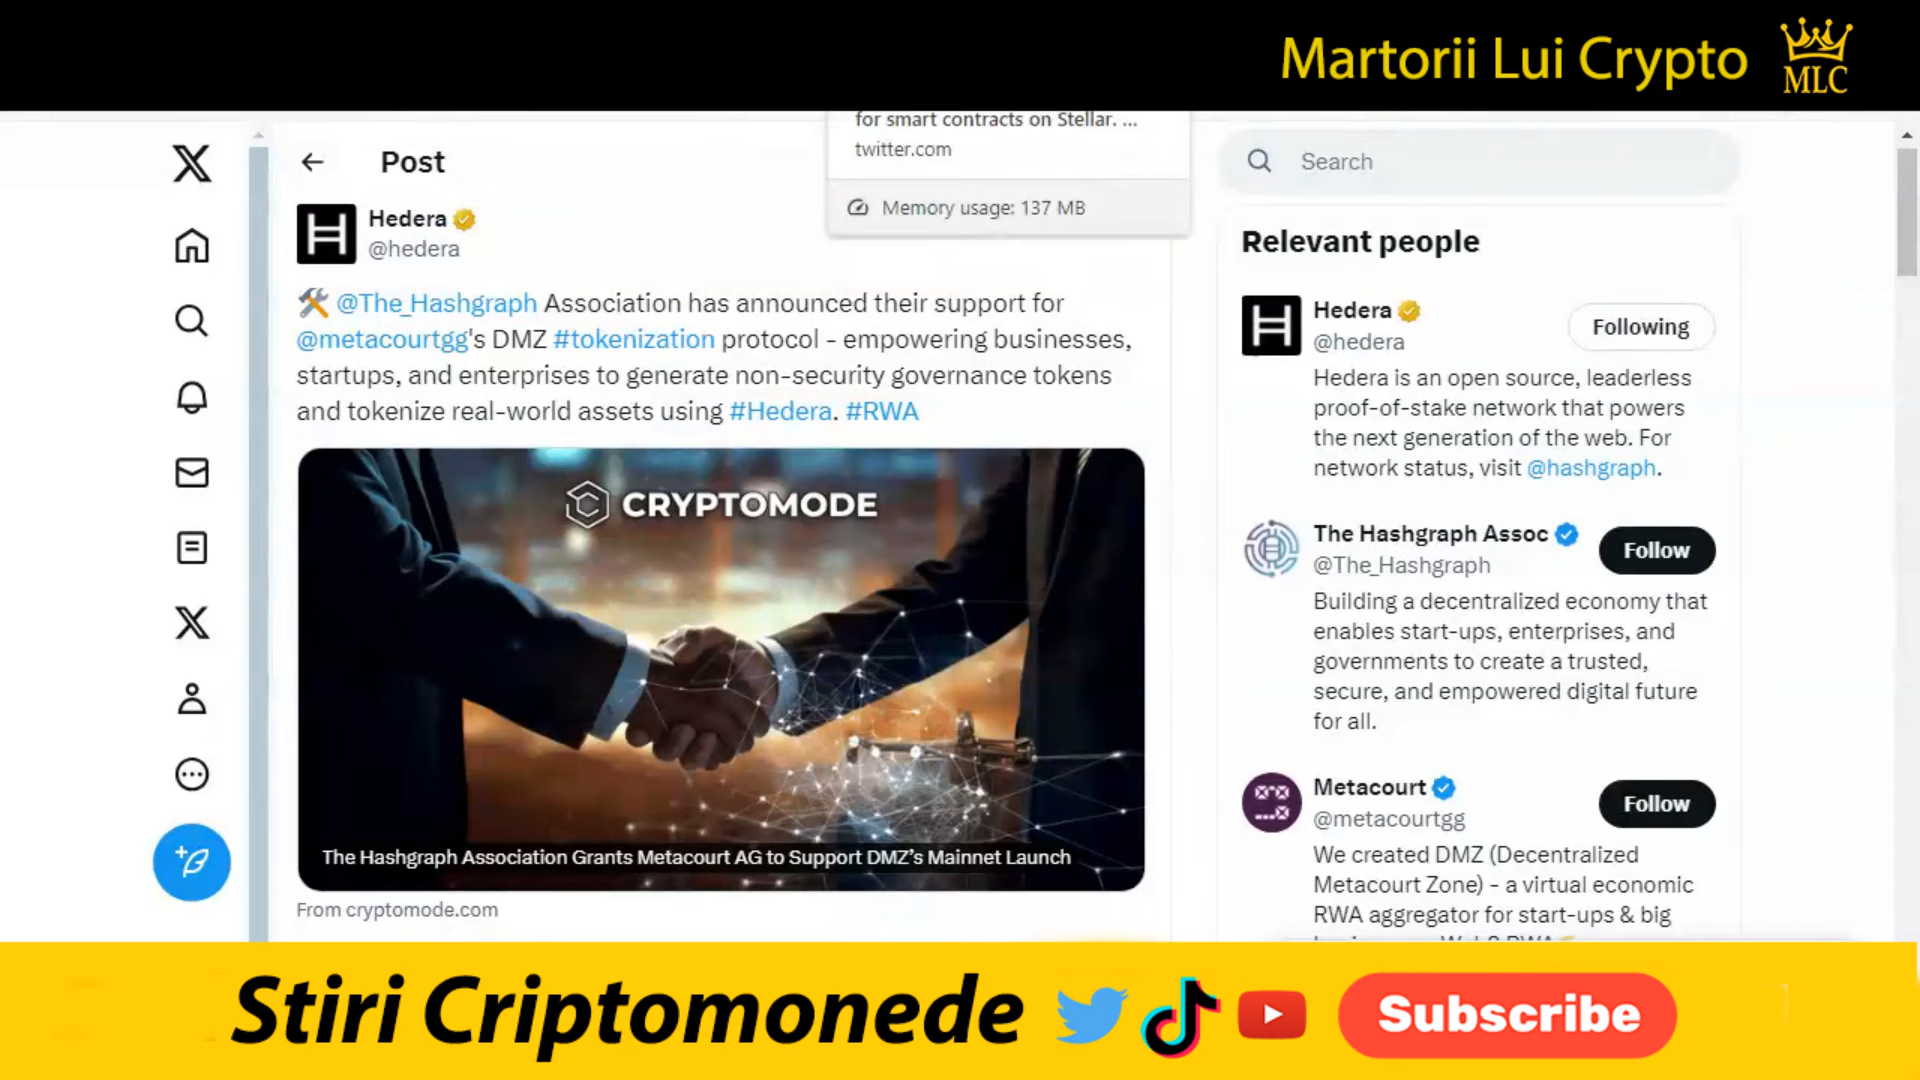 Martorii Lui Crypto
MLC
for smart contracts on Stellar. ...
twitter.com
Memory usage: 137 MB
Post
Hedera
@hedera
@The_Hashgraph Association has announced their support for
@metacourtgg's DMZ #tokenization protocol - empowering businesses,
startups, and enterprises to generate non-security governance tokens
and tokenize real-world assets using #Hedera. #RWA
CRYPTOMODE
The Hashgraph Association Grants Metacourt AG to Support DMZ's Mainnet Launch
From cryptomode.com
Search
Relevant people
Hedera
@hedera
Following
Hedera is an open source, leaderless
proof-of-stake network that powers
the next generation of the web. For
network status, visit @hashgraph.
The Hashgraph Assoc
@The_Hashgraph
Follow
Building a decentralized economy that
enables start-ups, enterprises, and
governments to create a trusted,
secure, and empowered digital future
for all.
Metacourt
@metacourtgg
Follow
We created DMZ (Decentralized
Metacourt Zone) - a virtual economic
RWA aggregator for start-ups & big
Stiri Criptomonede
Subscribe